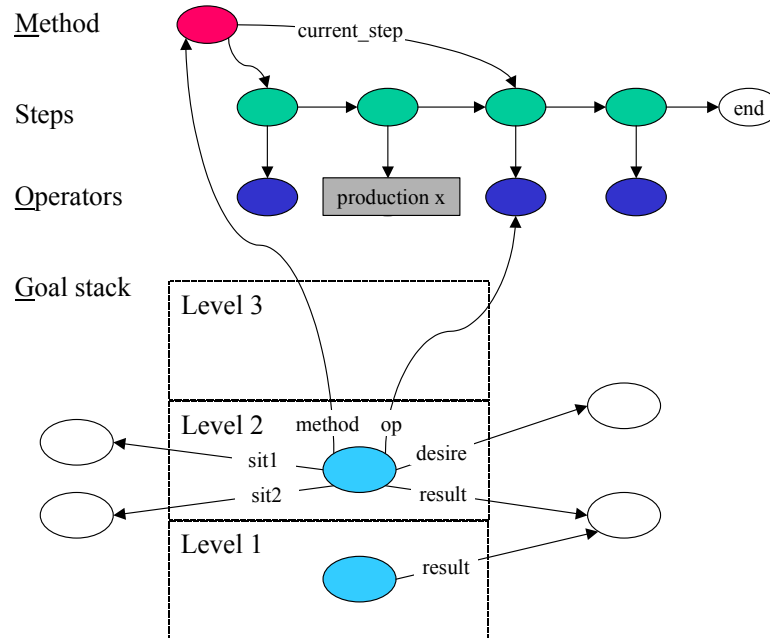 Method
current_step
Steps
end
Operators
production x
Goal stack
Level 3
Level 2
method op
desire
sit1
sit2
result
Level 1
result